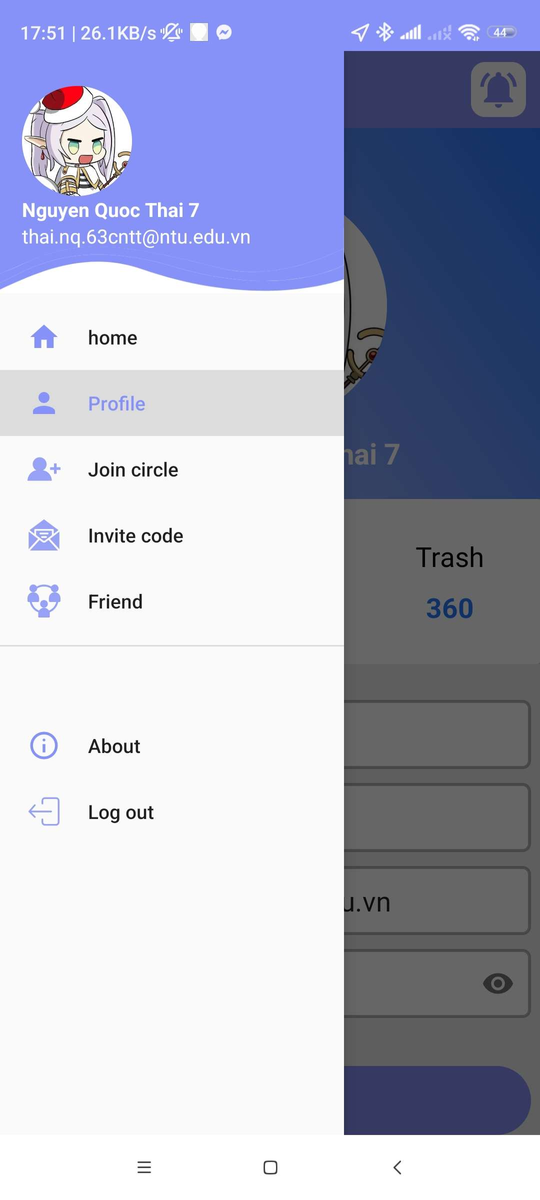 17:51 | 26.1KB/s
44
Nguyen Quoc Thai 7
thai.nq.63cntt@ntu.edu.vn
home
Profile
hai 7
Join circle
Invite code
Trash
Friend
360
About
Log out
u.vn